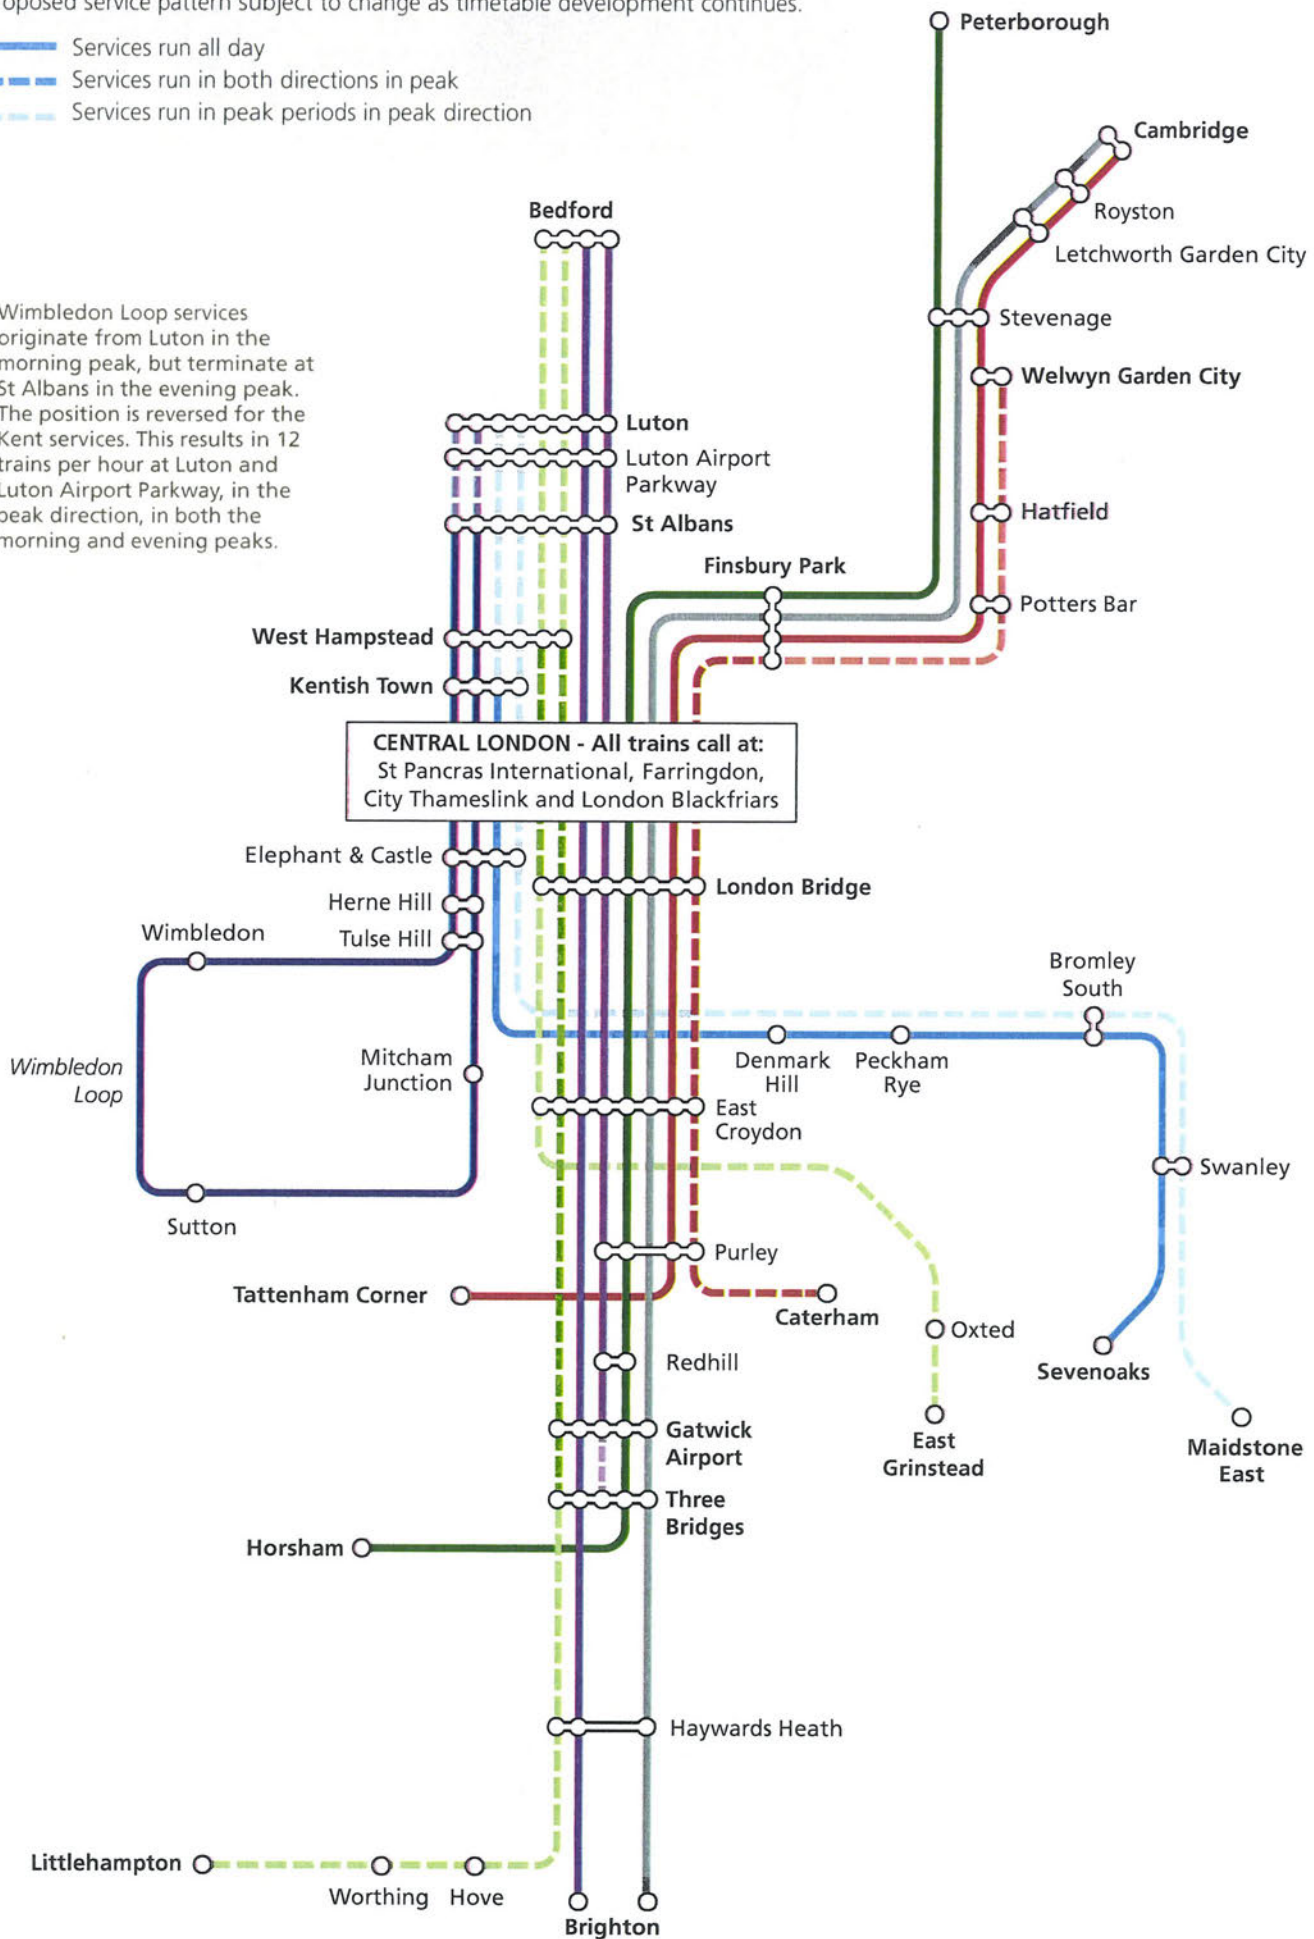 oposed service pattern subject to change as timetable development continues.
Services run all day
Services run in both directions in peak
Services run in peak periods in peak direction
Peterborough
Cambridge
Royston
Letchworth Garden City
Bedford
Wimbledon Loop services
originate from Luton in the
morning peak, but terminate at
St Albans in the evening peak.
The position is reversed for the
Kent services. This results in 12
trains per hour at Luton and
Luton Airport Parkway, in the
peak direction, in both the
morning and evening peaks.
Stevenage
Welwyn Garden City
Luton
Luton Airport
Parkway
St Albans
Hatfield
Finsbury Park
Potters Bar
West Hampstead
Kentish Town
CENTRAL LONDON - All trains call at:
St Pancras International, Farringdon,
City Thameslink and London Blackfriars
Elephant & Castle
London Bridge
Herne Hill
Tulse Hill
Wimbledon
Bromley
South
Wimbledon
Loop
Mitcham
Junction
Denmark
Hill
Peckham
Rye
East
Croydon
Swanley
Sutton
Purley
Tattenham Corner
Caterham
Oxted
Redhill
Sevenoaks
Gatwick
Airport
East
Grinstead
Maidstone
East
Three
Bridges
Horsham
Haywards Heath
Littlehampton
Worthing
Hove
Brighton